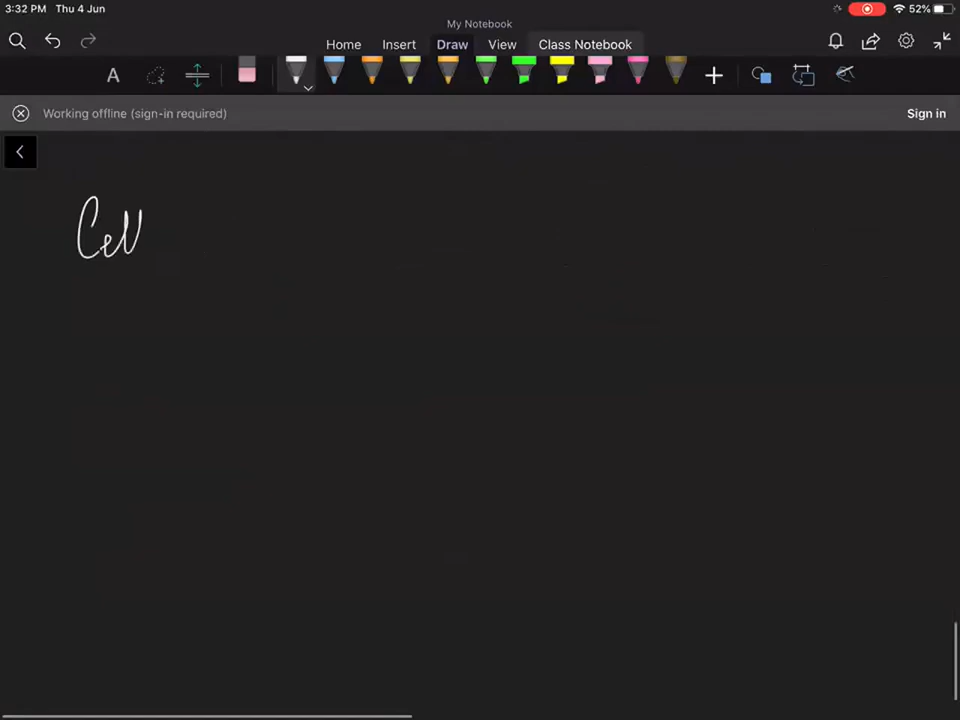 3:32 PM Thu 4 Jun
52%
My Notebook
Home Insert Draw View Class Notebook
A
Working offline (sign-in required)
Sign in
Cell